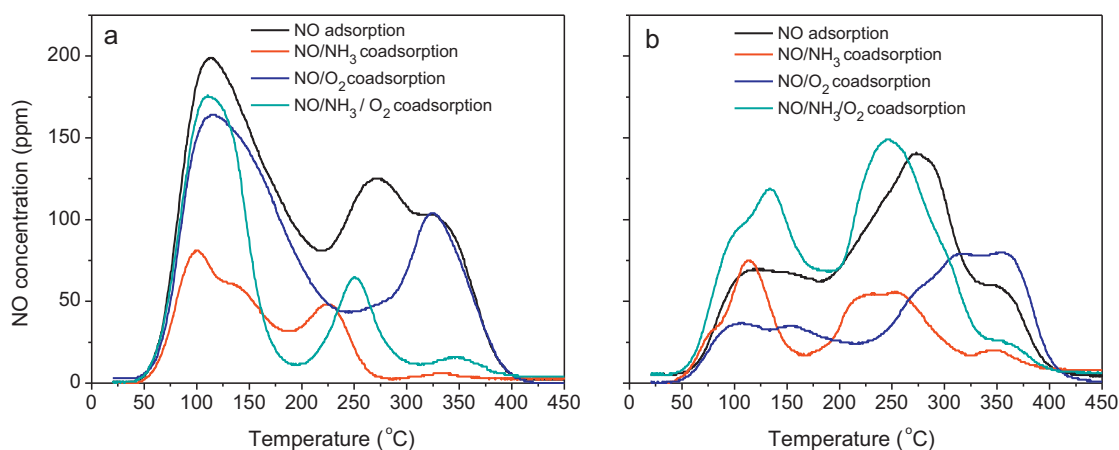 a
NO adsorption
NO/NH₃ coadsorption
NO/O₂ coadsorption
NO/NH₃ / O₂ coadsorption
NO concentration (ppm)
200
150
100
50
0
0 50 100 150 200 250 300 350 400 450
Temperature (°C)
b
NO adsorption
NO/NH₃ coadsorption
NO/O₂ coadsorption
NO/NH₃/O₂ coadsorption
0 50 100 150 200 250 300 350 400 450
Temperature (°C)